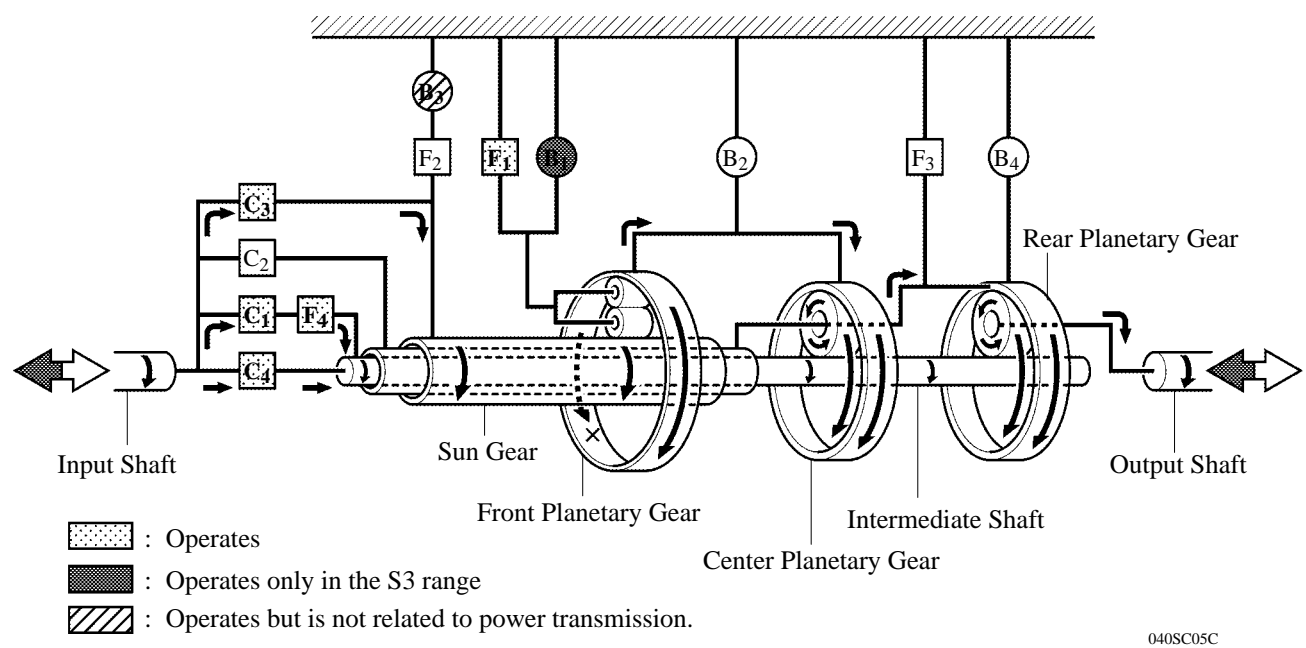 B3
F2
F1
B1
B2
F3
B4
C3
C2
C1
F4
C4
Rear Planetary Gear
Input Shaft
Sun Gear
Output Shaft
Front Planetary Gear
Intermediate Shaft
Center Planetary Gear
: Operates
: Operates only in the S3 range
: Operates but is not related to power transmission.
040SC05C